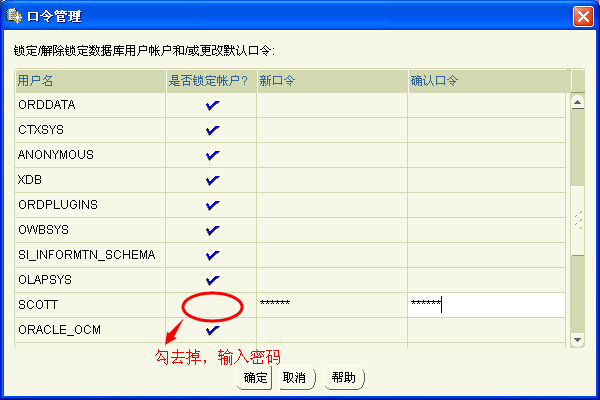 口令管理
锁定/解除锁定数据库用户帐户和/或更改默认口令:
用户名 是否锁定帐户? 新口令 确认口令
ORDDATA
CTXSYS
ANONYMOUS
XDB
ORDPLUGINS
OWBSYS
SI_INFORMTN_SCHEMA
OLAPSYS
SCOTT ****** ******
ORACLE_OCM
勾去掉，输入密码
确定 取消 帮助